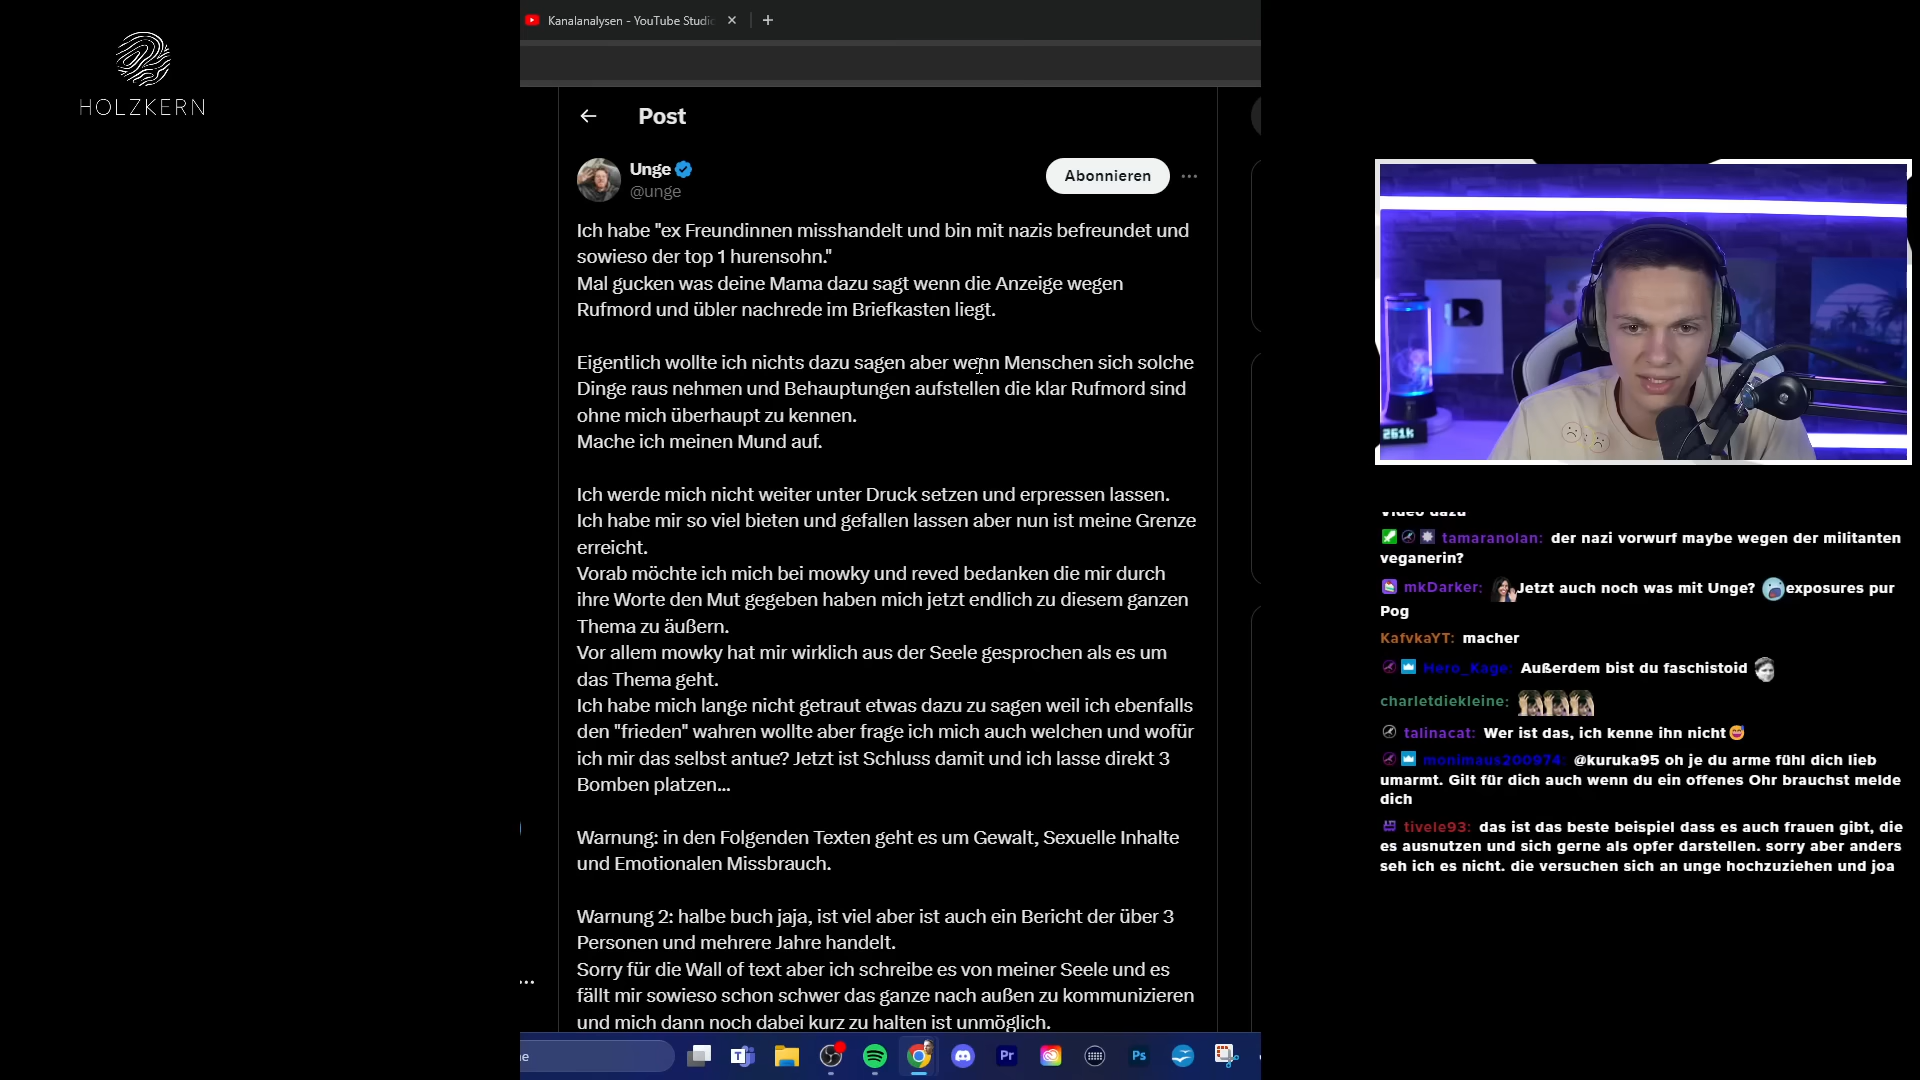 Kanalanalysen - YouTube Studio
HOLZKERN
Post
Unge
@unge
Abonnieren
Ich habe "ex Freundinnen misshandelt und bin mit nazis befreundet und
sowieso der top 1 hurensohn."
Mal gucken was deine Mama dazu sagt wenn die Anzeige wegen
Rufmord und übler nachrede im Briefkasten liegt.
Eigentlich wollte ich nichts dazu sagen aber wenn Menschen sich solche
Dinge raus nehmen und Behauptungen aufstellen die klar Rufmord sind
ohne mich überhaupt zu kennen.
Mache ich meinen Mund auf.
Ich werde mich nicht weiter unter Druck setzen und erpressen lassen.
Ich habe mir so viel bieten und gefallen lassen aber nun ist meine Grenze
erreicht.
Vorab möchte ich mich bei mowky und reved bedanken die mir durch
ihre Worte den Mut gegeben haben mich jetzt endlich zu diesem ganzen
Thema zu äußern.
Vor allem mowky hat mir wirklich aus der Seele gesprochen als es um
das Thema geht.
Ich habe mich lange nicht getraut etwas dazu zu sagen weil ich ebenfalls
den "frieden" wahren wollte aber frage ich mich auch welchen und wofür
ich mir das selbst antue? Jetzt ist Schluss damit und ich lasse direkt 3
Bomben platzen...
Warnung: in den Folgenden Texten geht es um Gewalt, Sexuelle Inhalte
und Emotionalen Missbrauch.
Warnung 2: halbe buch jaja, ist viel aber ist auch ein Bericht der über 3
Personen und mehrere Jahre handelt.
Sorry für die Wall of text aber ich schreibe es von meiner Seele und es
fällt mir sowieso schon schwer das ganze nach außen zu kommunizieren
und mich dann noch dabei kurz zu halten ist unmöglich.
Pr
Ps
261k
Video dazu
tamaranolan: der nazi vorwurf maybe wegen der militanten
veganerin?
mkDarker: Jetzt auch noch was mit Unge? exposures pur
Pog
KafvkaYT: macher
Hero_Kage: Außerdem bist du faschistoid
charletdiekleine:
talinacat: Wer ist das, ich kenne ihn nicht
monimaus200974: @kuruka95 oh je du arme fühl dich lieb
umarmt. Gilt für dich auch wenn du ein offenes Ohr brauchst melde
dich
tivele93: das ist das beste beispiel dass es auch frauen gibt, die
es ausnutzen und sich gerne als opfer darstellen. sorry aber anders
seh ich es nicht. die versuchen sich an unge hochzuziehen und joa